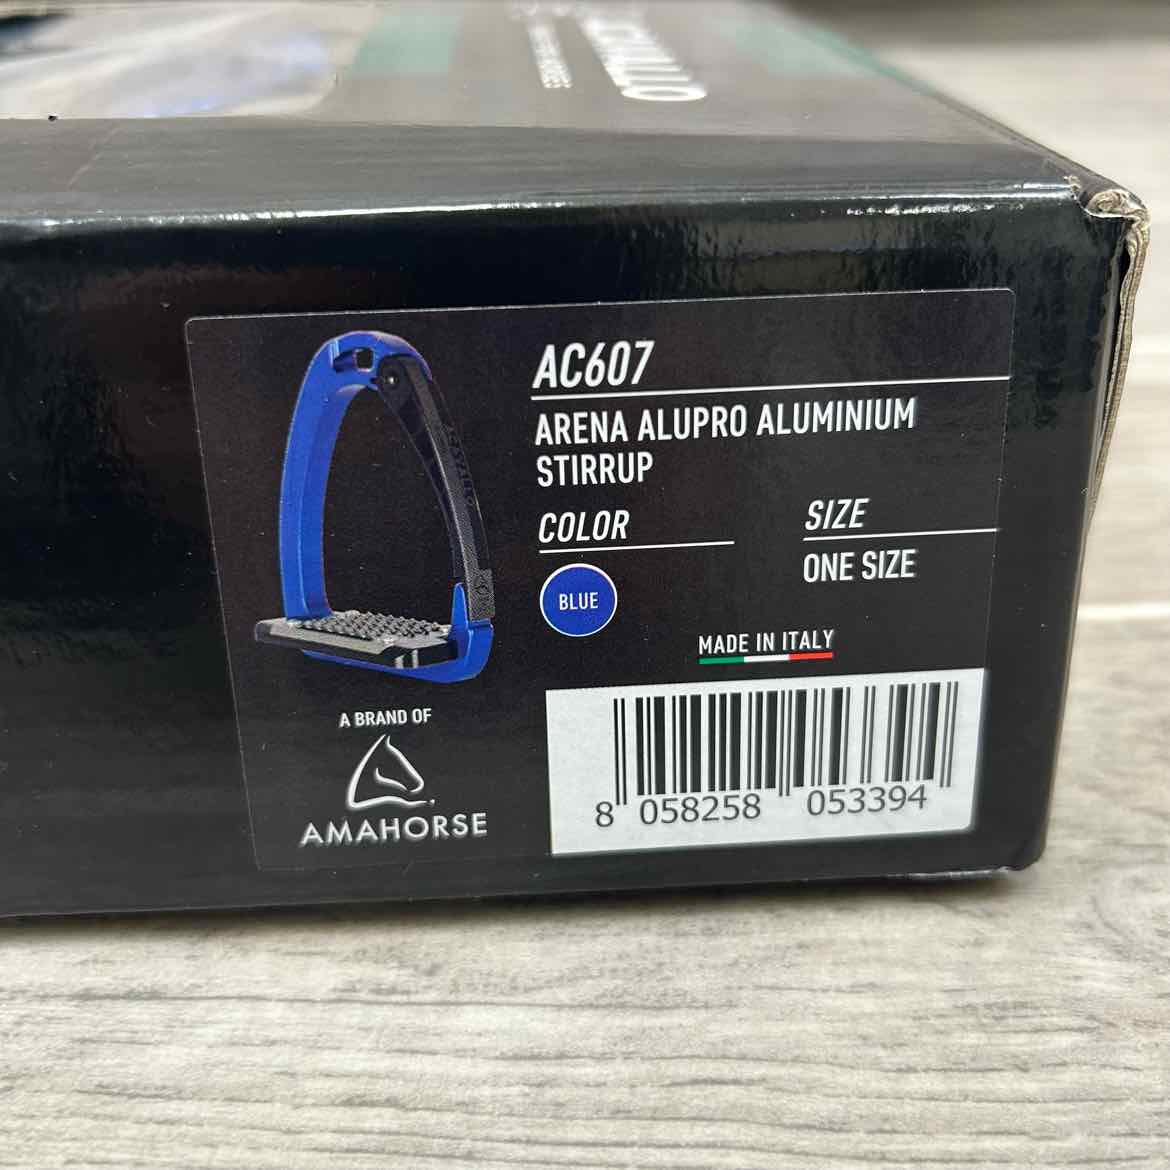 AC607
ARENA ALUPRO ALUMINIUM
STIRRUP
COLOR
SIZE
BLUE
ONE SIZE
MADE IN ITALY
A BRAND OF
AMAHORSE
8 058258 053394